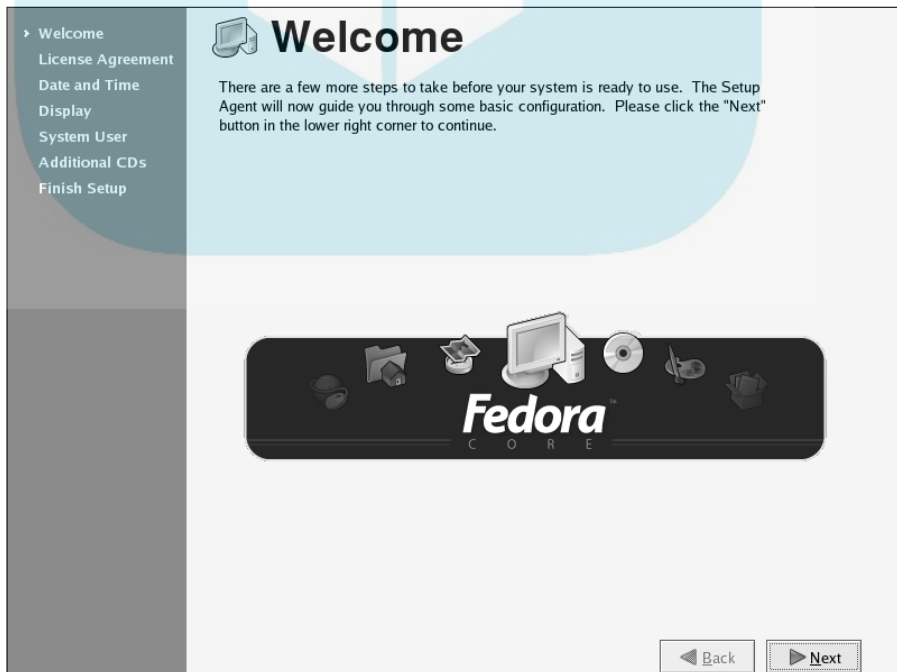 Welcome
License Agreement
Date and Time
Display
System User
Additional CDs
Finish Setup
Welcome
There are a few more steps to take before your system is ready to use. The Setup
Agent will now guide you through some basic configuration. Please click the "Next"
button in the lower right corner to continue.
Fedora™
CORE
Back
Next